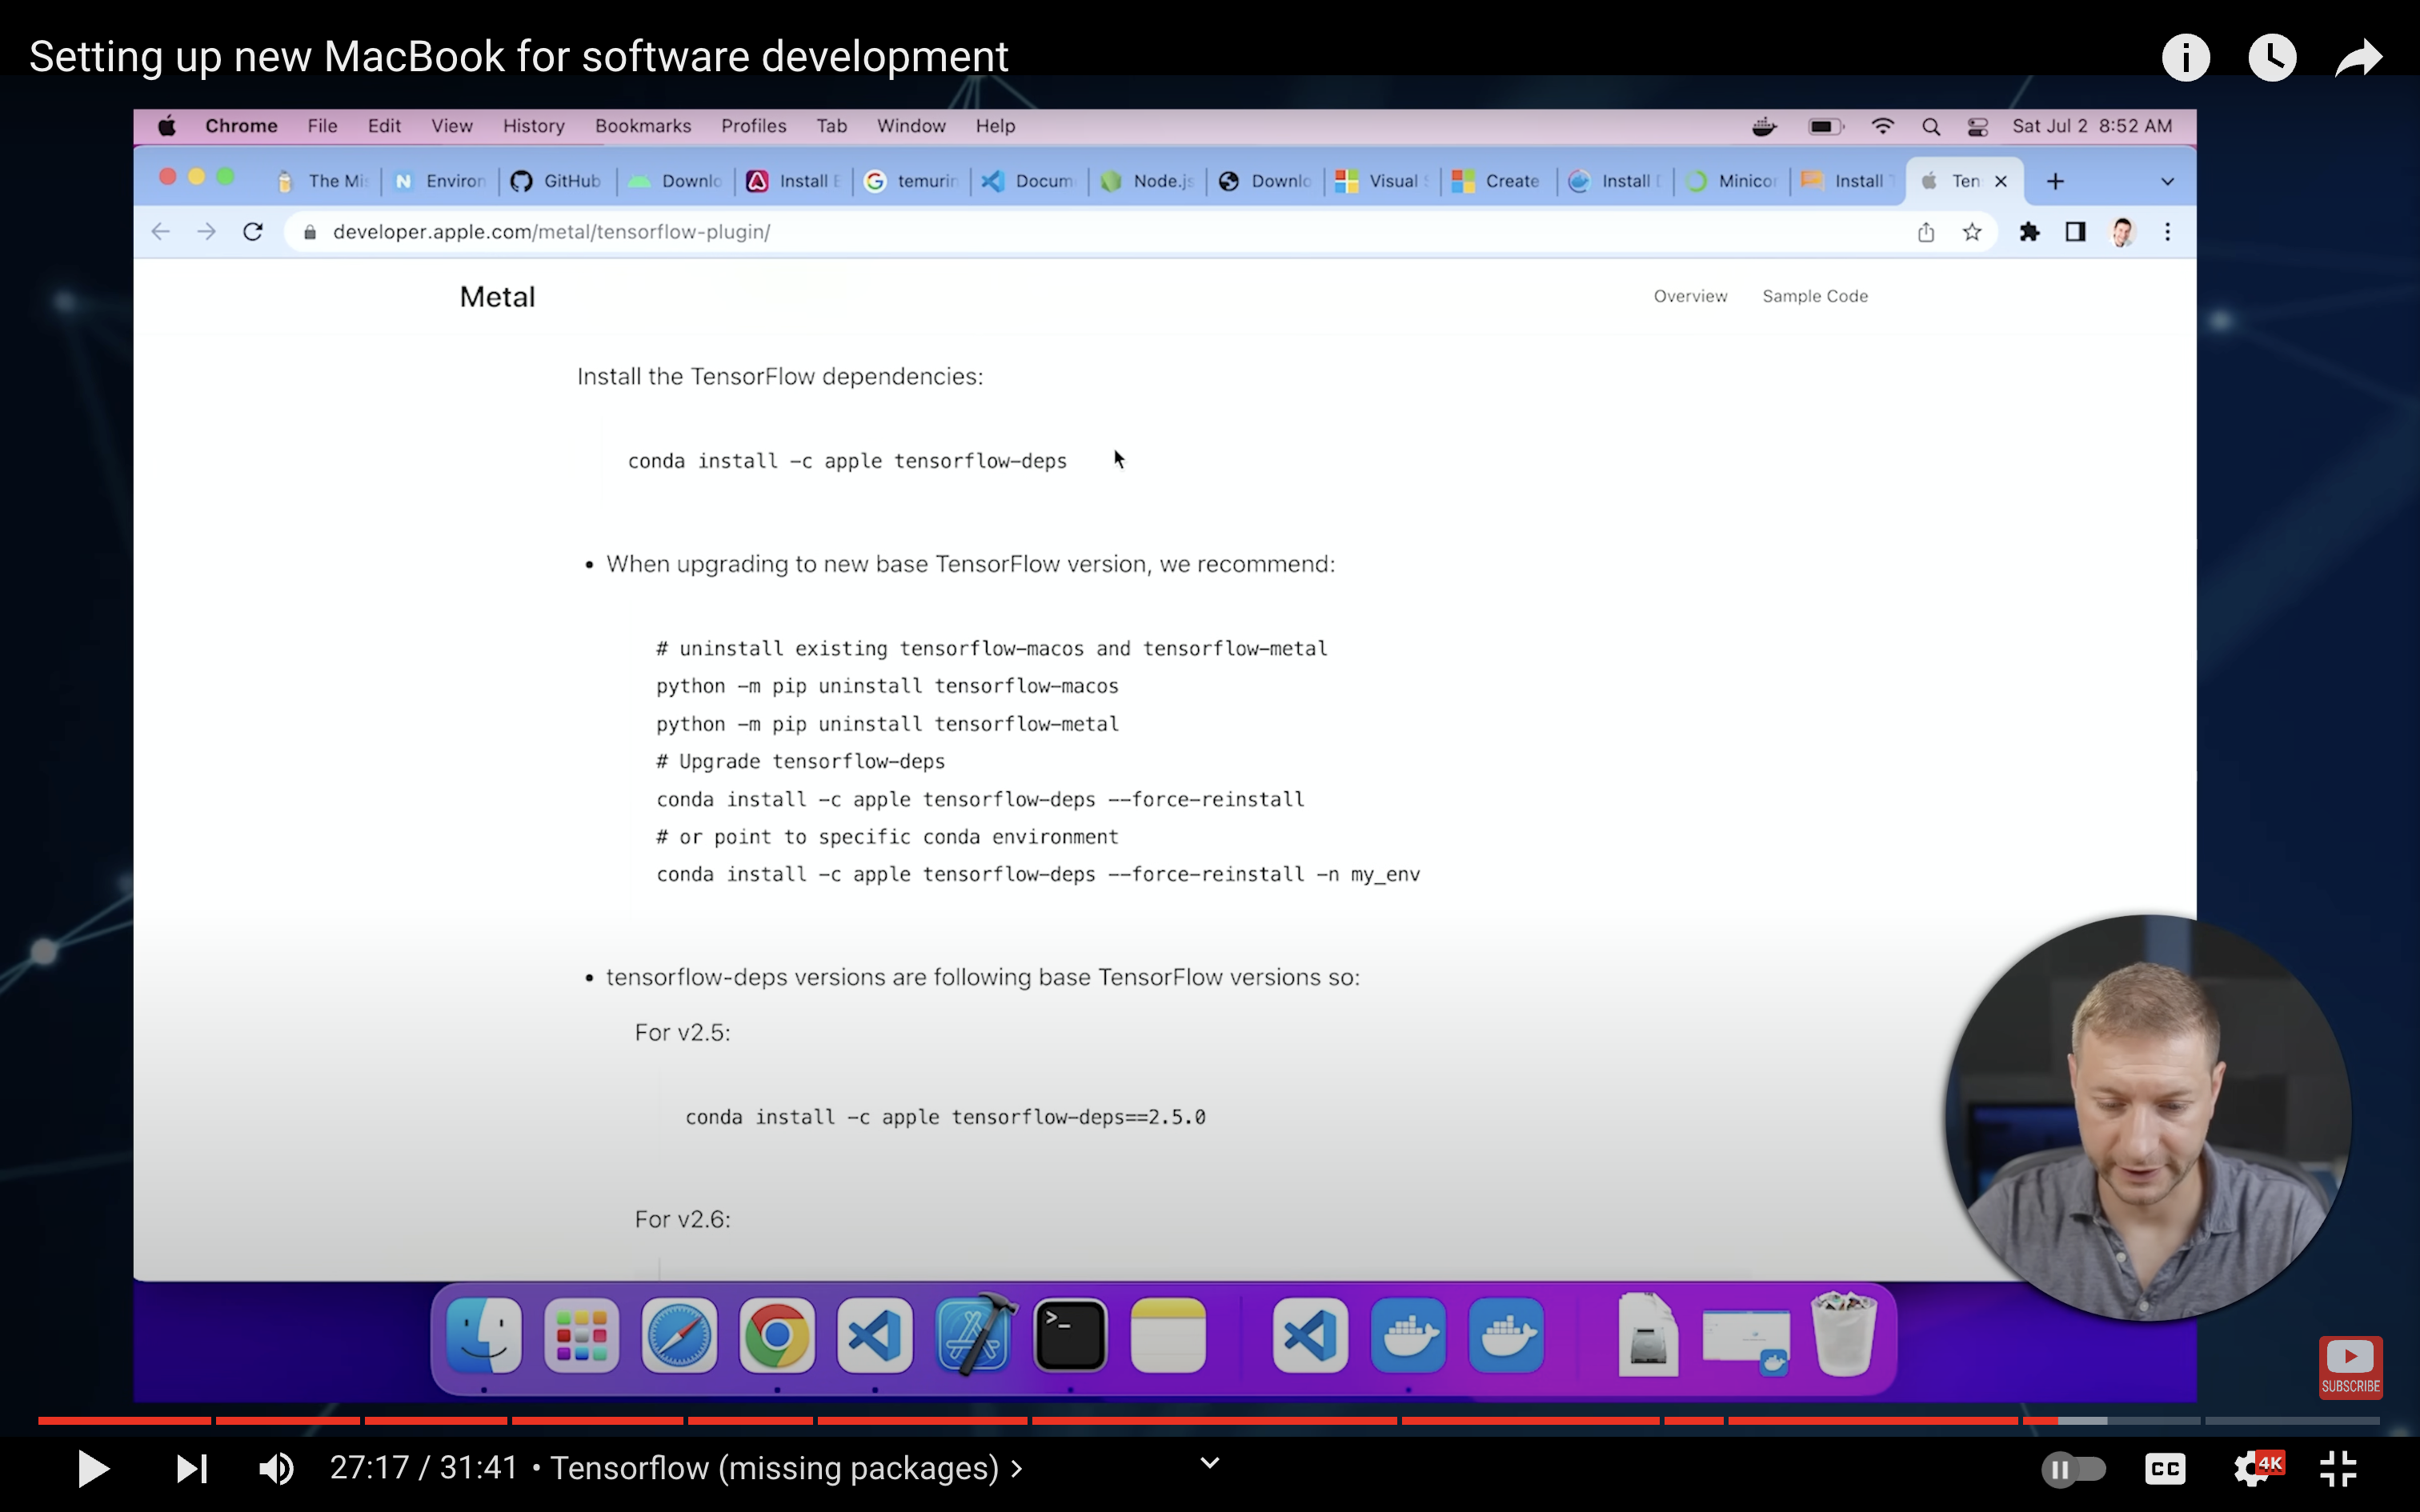 Setting up new MacBook for software development
Chrome File Edit View History Bookmarks Profiles Tab Window Help Sat Jul 2 8:52 AM
The Mis Environ GitHub Downlo Install E temurin Docum Node.js Downlo Visual S Create Install D Minicon Install T Ten
developer.apple.com/metal/tensorflow-plugin/
Metal Overview Sample Code
Install the TensorFlow dependencies:
conda install -c apple tensorflow-deps
• When upgrading to new base TensorFlow version, we recommend:
# uninstall existing tensorflow-macos and tensorflow-metal
python -m pip uninstall tensorflow-macos
python -m pip uninstall tensorflow-metal
# Upgrade tensorflow-deps
conda install -c apple tensorflow-deps --force-reinstall
# or point to specific conda environment
conda install -c apple tensorflow-deps --force-reinstall -n my_env
• tensorflow-deps versions are following base TensorFlow versions so:
For v2.5:
conda install -c apple tensorflow-deps==2.5.0
For v2.6:
SUBSCRIBE
27:17 / 31:41 • Tensorflow (missing packages) ›
CC
4K